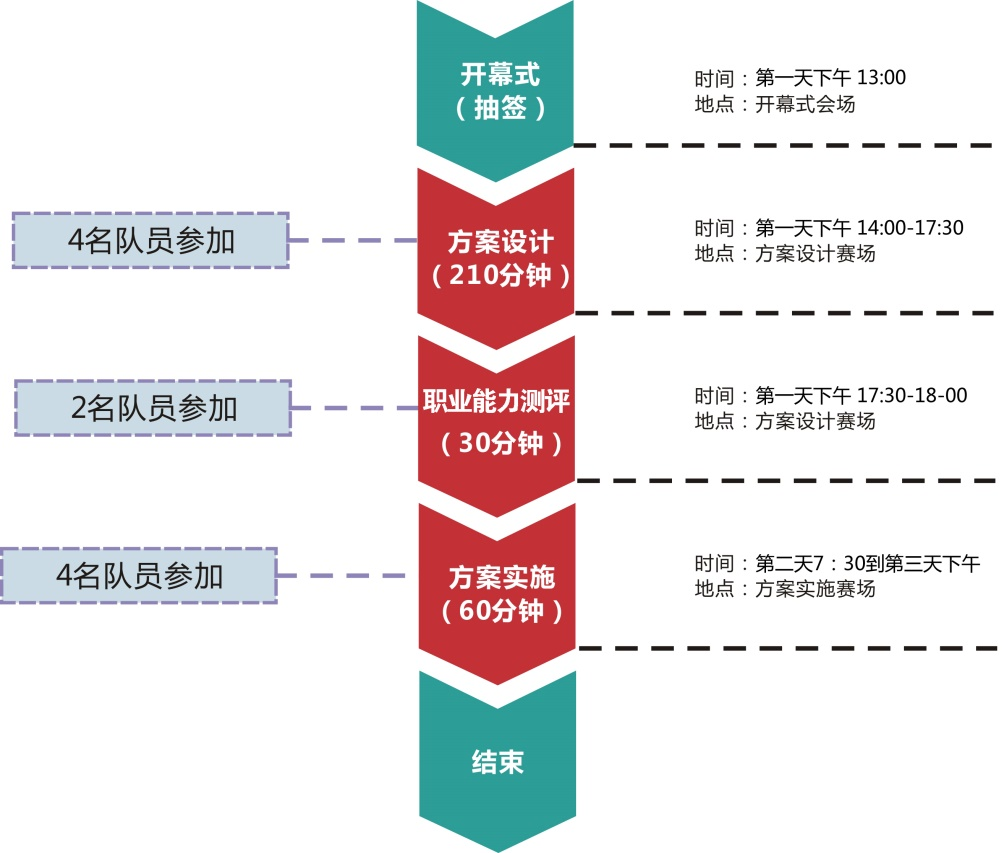 开幕式
（抽签）
时间：第一天下午 13:00
地点：开幕式会场
4名队员参加
方案设计
（210分钟）
时间：第一天下午 14:00-17:30
地点：方案设计赛场
2名队员参加
职业能力测评
（30分钟）
时间：第一天下午 17:30-18-00
地点：方案设计赛场
4名队员参加
方案实施
（60分钟）
时间：第二天7：30到第三天下午
地点：方案实施赛场
结束